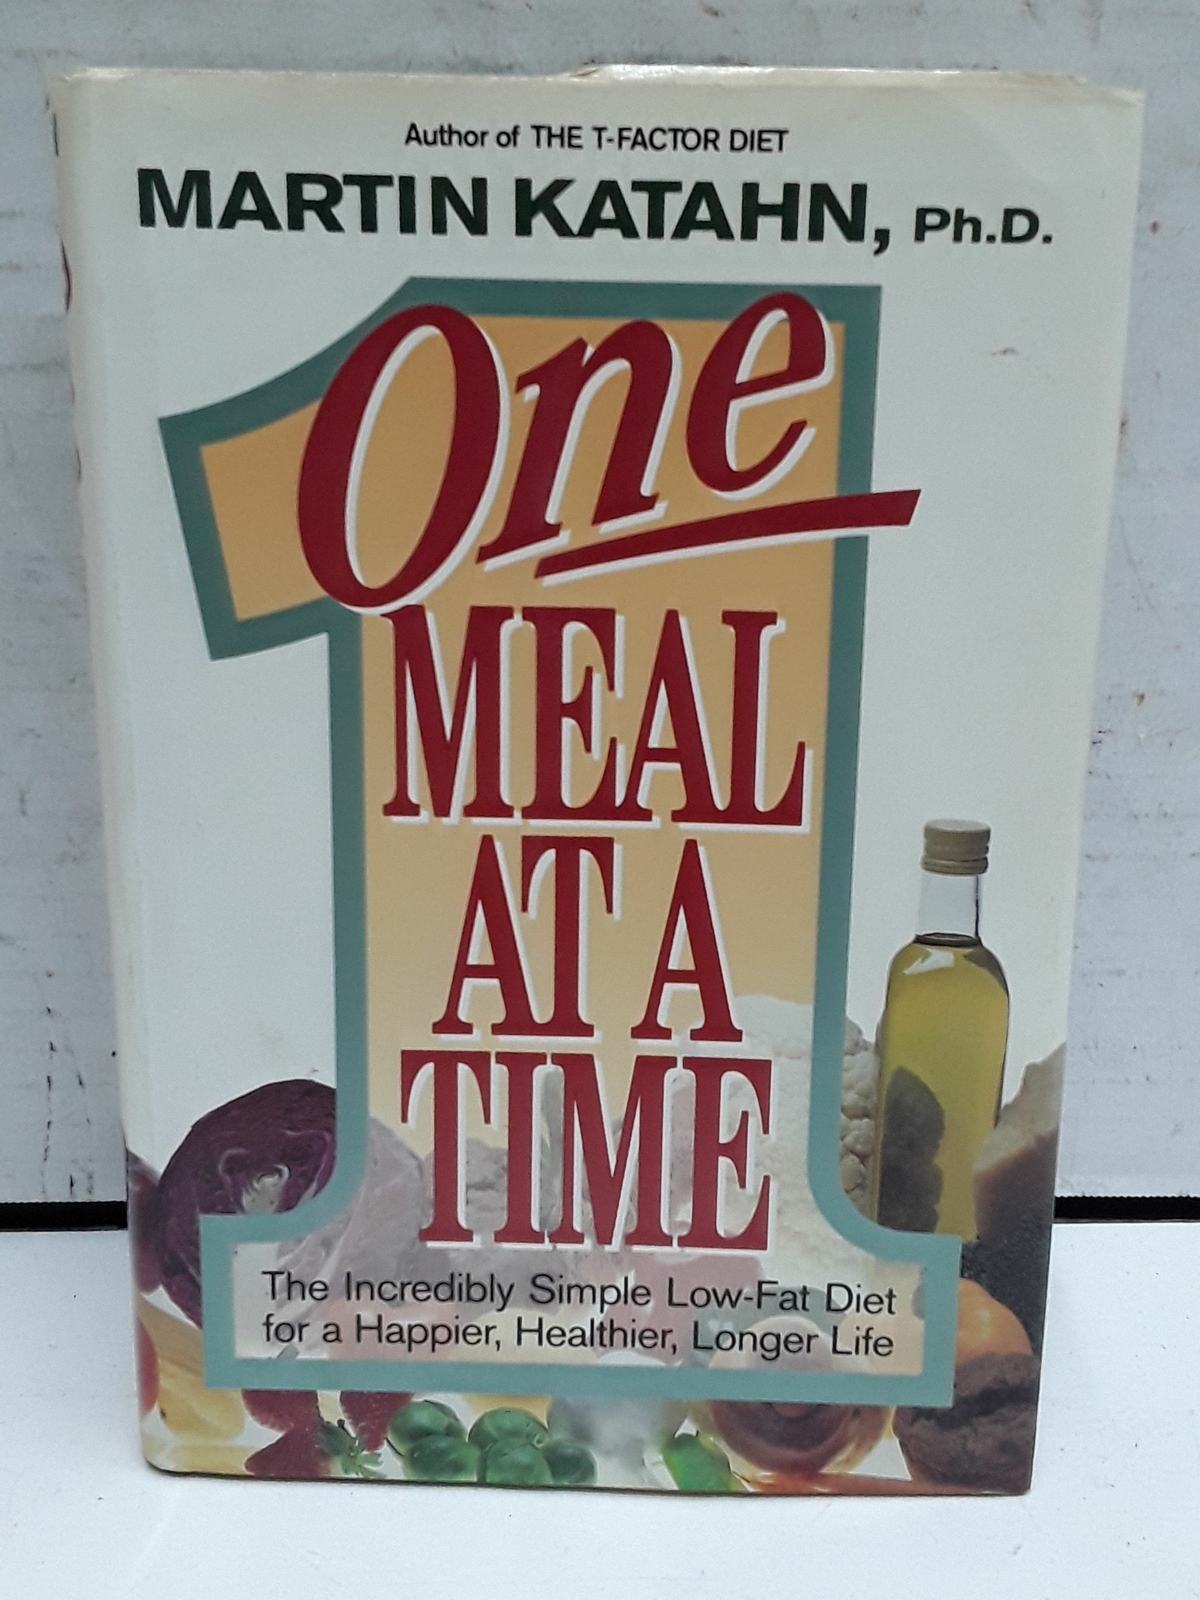 Author of THE T-FACTOR DIET
MARTIN KATAHN, Ph.D.
One
MEAL
AT A
TIME
The Incredibly Simple Low-Fat Diet
for a Happier, Healthier, Longer Life